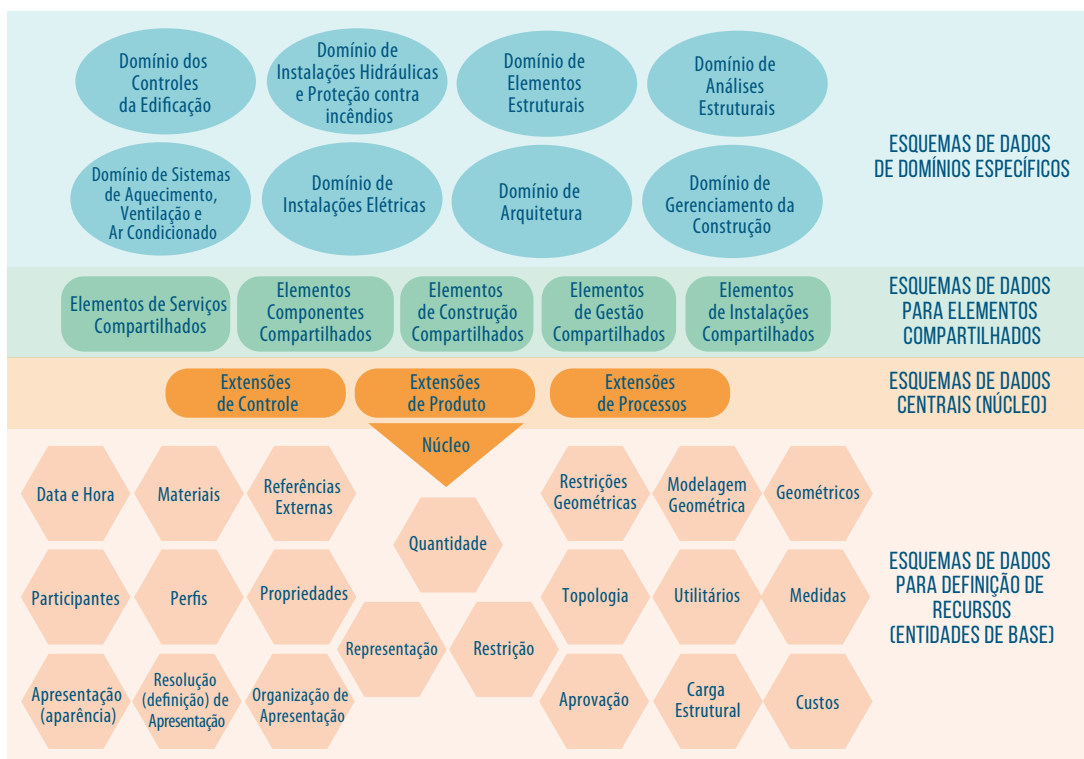 Domínio dos
Controles
da Edificação
Domínio de
Instalações Hidráulicas
e Proteção contra
incêndios
Domínio de
Elementos
Estruturais
Domínio de
Análises
Estruturais
ESQUEMAS DE DADOS
DE DOMÍNIOS ESPECÍFICOS
Domínio de Sistemas
de Aquecimento,
Ventilação e
Ar Condicionado
Domínio de
Instalações Elétricas
Domínio de
Arquitetura
Domínio de
Gerenciamento da
Construção
Elementos de Serviços
Compartilhados
Elementos
Componentes
Compartilhados
Elementos
de Construção
Compartilhados
Elementos
de Gestão
Compartilhados
Elementos
de Instalações
Compartilhados
ESQUEMAS DE DADOS
PARA ELEMENTOS
COMPARTILHADOS
Extensões
de Controle
Extensões
de Produto
Extensões
de Processos
ESQUEMAS DE DADOS
CENTRAIS (NÚCLEO)
Núcleo
Data e Hora
Materiais
Referências
Externas
Quantidade
Restrições
Geométricas
Modelagem
Geométrica
Geométricos
Participantes
Perfis
Propriedades
Representação
Restrição
Topologia
Utilitários
Medidas
ESQUEMAS DE DADOS
PARA DEFINIÇÃO DE
RECURSOS
(ENTIDADES DE BASE)
Apresentação
(aparência)
Resolução
(definição) de
Apresentação
Organização de
Apresentação
Aprovação
Carga
Estrutural
Custos